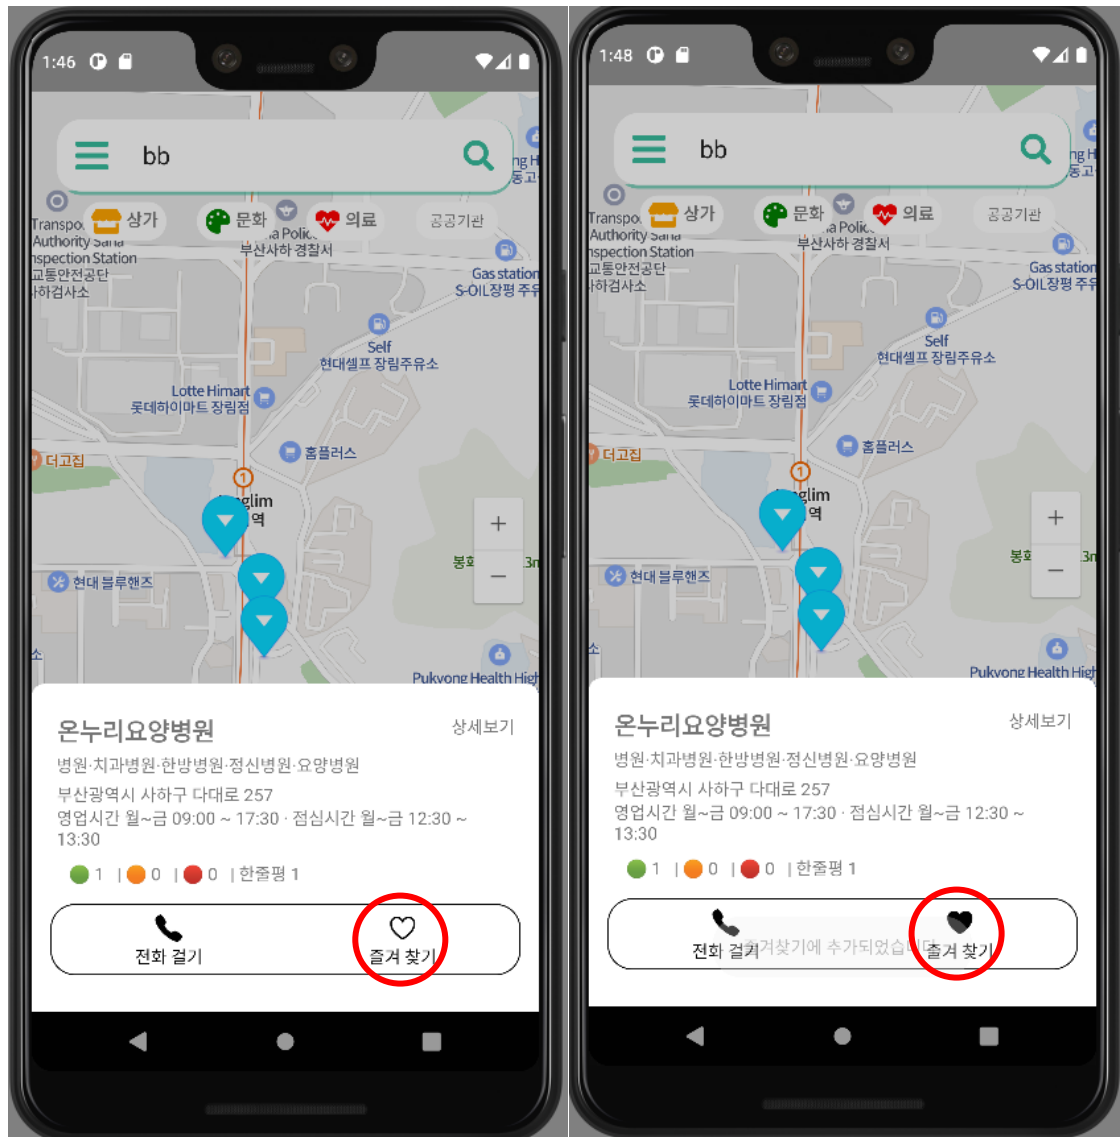 1:46
bb
상가
문화
의료
공공기관
Transpo
Authority
nspection Station
교통안전공단
사하검사소
부산사하 경찰서
Gas station
S-OIL장평 주유
Self
현대셀프 장림주유소
Lotte Himart
롯데하이마트 장림점
홈플러스
더고집
1
glim
역
+
−
현대 블루핸즈
Pukyong Health High
온누리요양병원
상세보기
병원·치과병원·한방병원·정신병원·요양병원
부산광역시 사하구 다대로 257
영업시간 월~금 09:00 ~ 17:30 · 점심시간 월~금 12:30 ~
13:30
1 | 0 | 0 | 한줄평 1
전화 걸기
즐겨 찾기
1:48
bb
상가
문화
의료
공공기관
Transpo
Authority
nspection Station
교통안전공단
사하검사소
부산사하 경찰서
Gas station
S-OIL장평 주유
Self
현대셀프 장림주유소
Lotte Himart
롯데하이마트 장림점
홈플러스
더고집
1
glim
역
+
−
현대 블루핸즈
Pukyong Health High
온누리요양병원
상세보기
병원·치과병원·한방병원·정신병원·요양병원
부산광역시 사하구 다대로 257
영업시간 월~금 09:00 ~ 17:30 · 점심시간 월~금 12:30 ~
13:30
1 | 0 | 0 | 한줄평 1
전화 걸기
즐겨찾기에 추가되었습니다
즐겨 찾기